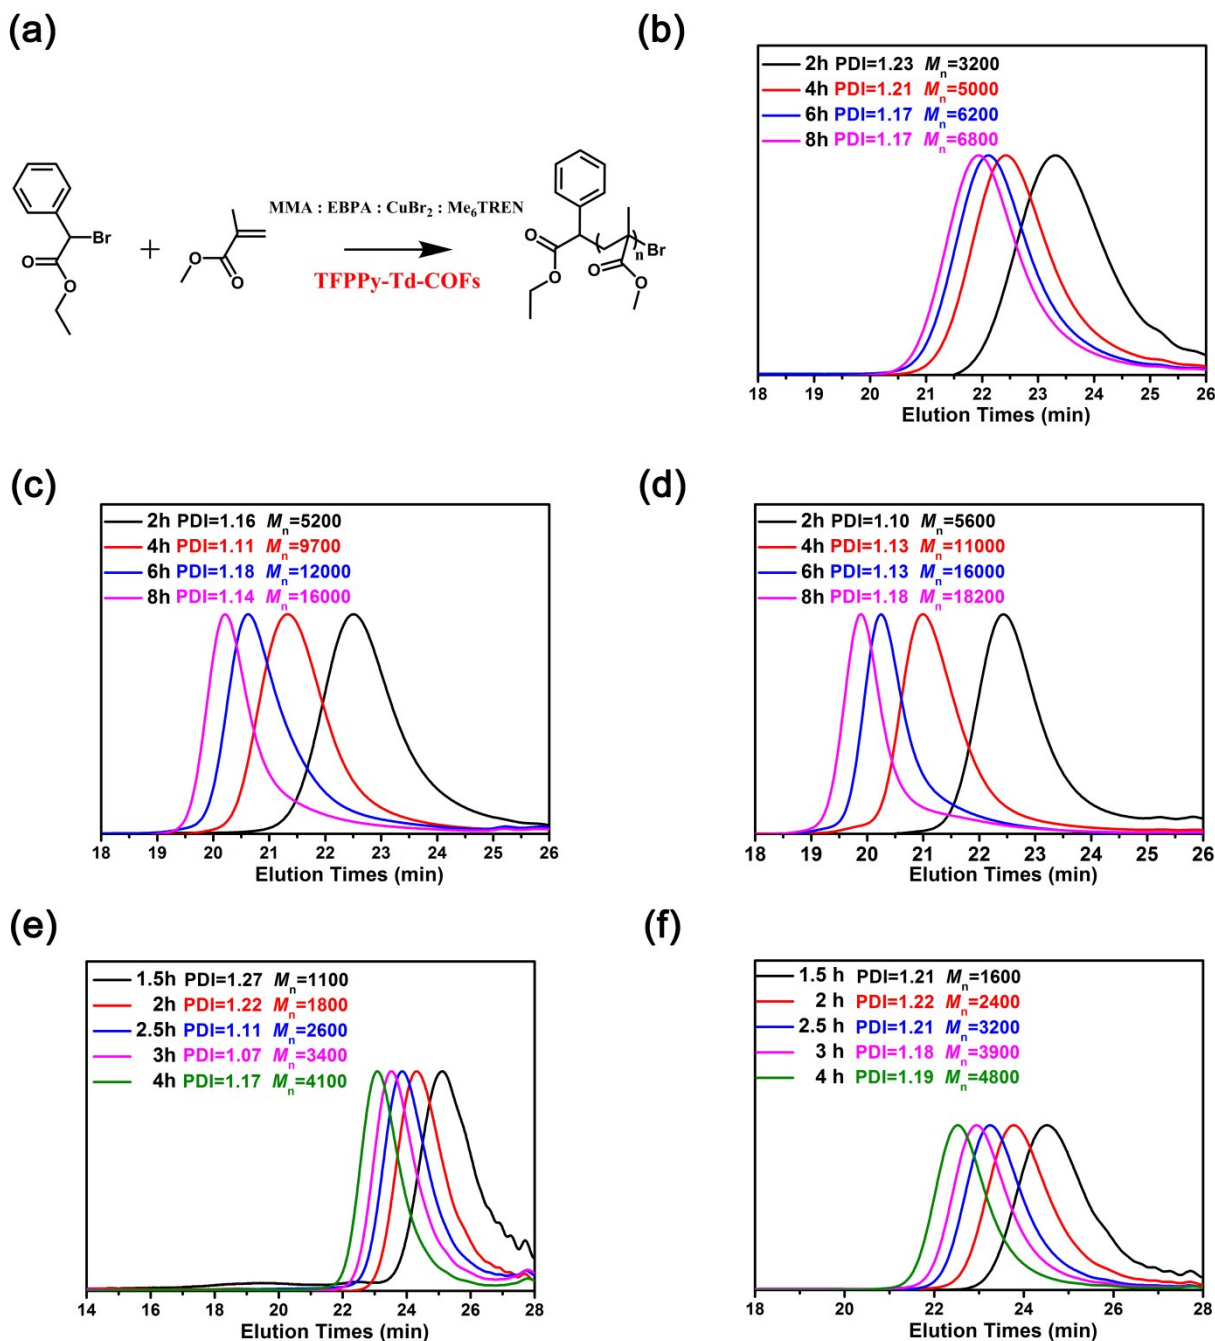 (a)
Br
O
O
+
O
O
MMA : EBPA : CuBr₂ : Me₆TREN
TFPPy-Td-COFs
O
O
( )n
Br
O
O
(b)
2h PDI=1.23 Mn=3200
4h PDI=1.21 Mn=5000
6h PDI=1.17 Mn=6200
8h PDI=1.17 Mn=6800
18 19 20 21 22 23 24 25 26
Elution Times (min)
(c)
2h PDI=1.16 Mn=5200
4h PDI=1.11 Mn=9700
6h PDI=1.18 Mn=12000
8h PDI=1.14 Mn=16000
18 19 20 21 22 23 24 25 26
Elution Times (min)
(d)
2h PDI=1.10 Mn=5600
4h PDI=1.13 Mn=11000
6h PDI=1.13 Mn=16000
8h PDI=1.18 Mn=18200
18 19 20 21 22 23 24 25 26
Elution Times (min)
(e)
1.5h PDI=1.27 Mn=1100
2h PDI=1.22 Mn=1800
2.5h PDI=1.11 Mn=2600
3h PDI=1.07 Mn=3400
4h PDI=1.17 Mn=4100
14 16 18 20 22 24 26 28
Elution Times (min)
(f)
1.5 h PDI=1.21 Mn=1600
2 h PDI=1.22 Mn=2400
2.5 h PDI=1.21 Mn=3200
3 h PDI=1.18 Mn=3900
4 h PDI=1.19 Mn=4800
18 20 22 24 26 28
Elution Times (min)